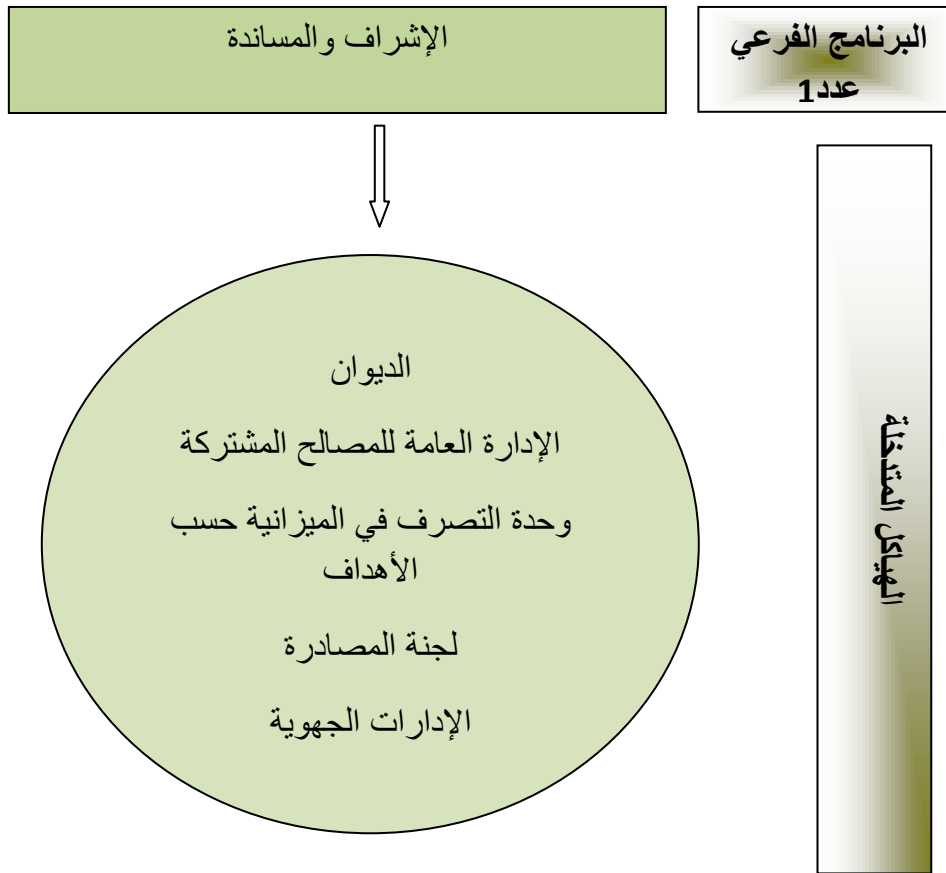 البرنامج الفرعي
عدد1
الإشراف والمساندة
الهياكل المتدخلة
الديوان
الإدارة العامة للمصالح المشتركة
وحدة التصرف في الميزانية حسب
الأهداف
لجنة المصادرة
الإدارات الجهوية